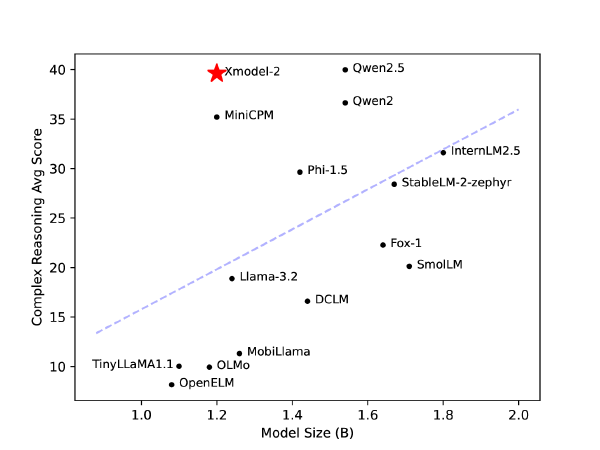 40
35
30
25
20
15
10
Complex Reasoning Avg Score
Xmodel-2
Qwen2.5
Qwen2
MiniCPM
InternLM2.5
Phi-1.5
StableLM-2-zephyr
Fox-1
SmolLM
Llama-3.2
DCLM
MobiLlama
TinyLLaMA1.1
OLMo
OpenELM
1.0 1.2 1.4 1.6 1.8 2.0
Model Size (B)